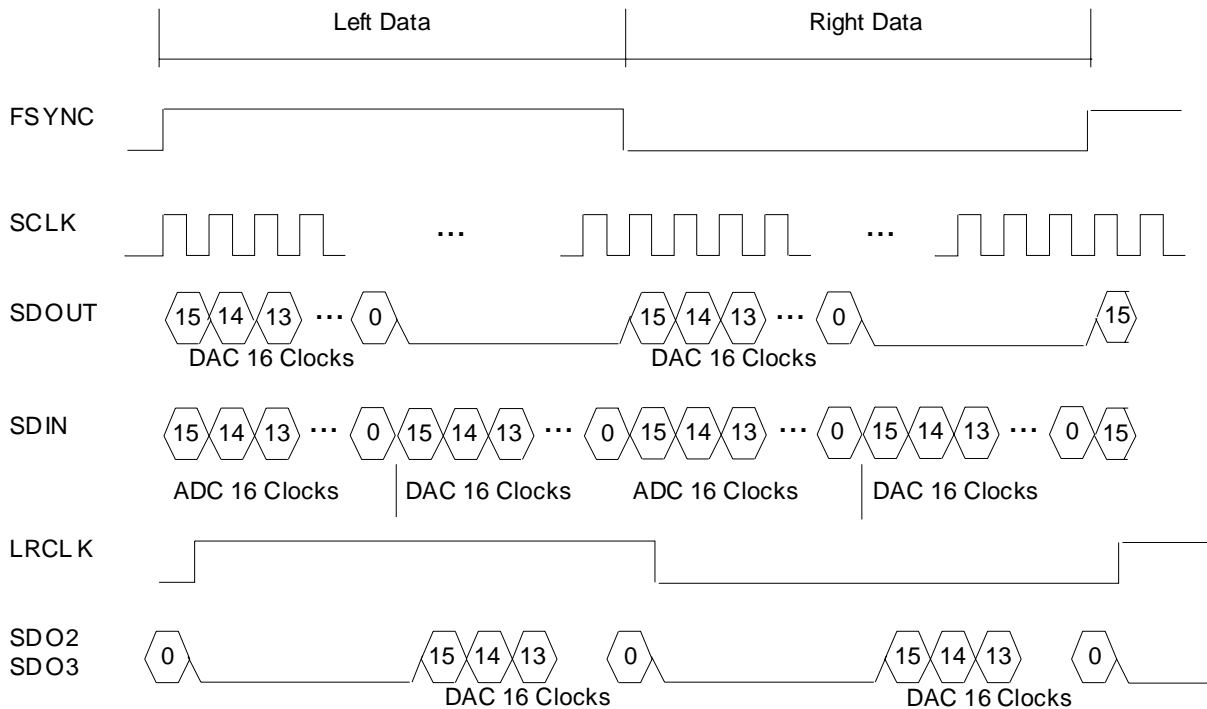 Left Data Right Data
FSYNC
SCLK ... ...
SDOUT 15 14 13 ... 0 15 14 13 ... 0 15
DAC 16 Clocks DAC 16 Clocks
SDIN 15 14 13 ... 0 15 14 13 ... 0 15 14 13 ... 0 15 14 13 ... 0 15
ADC 16 Clocks DAC 16 Clocks ADC 16 Clocks DAC 16 Clocks
LRCLK
SDO2
SDO3 0 15 14 13 0 15 14 13 0
DAC 16 Clocks DAC 16 Clocks